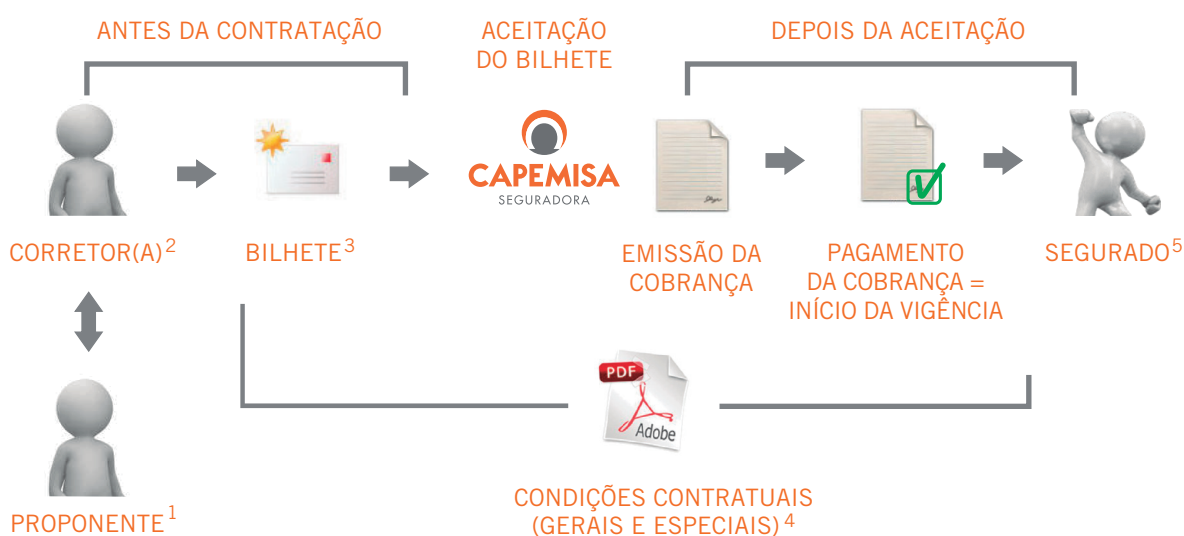 ANTES DA CONTRATAÇÃO
ACEITAÇÃO
DO BILHETE
DEPOIS DA ACEITAÇÃO
CAPEMISA
SEGURADORA
CORRETOR(A)2
BILHETE3
EMISSÃO DA
COBRANÇA
PAGAMENTO
DA COBRANÇA =
INÍCIO DA VIGÊNCIA
SEGURADO5
PDF
Adobe
PROPONENTE1
CONDIÇÕES CONTRATUAIS
(GERAIS E ESPECIAIS)4